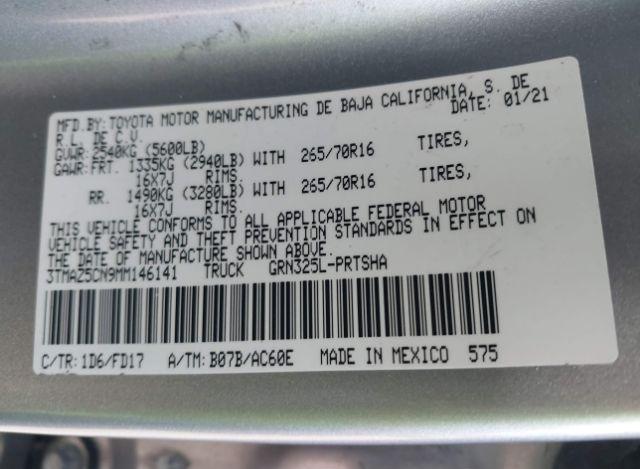 MFD.BY: TOYOTA MOTOR MANUFACTURING DE BAJA CALIFORNIA, S. DE
R.L. DE C.V. DATE: 01/21
GVWR: 2540KG (5600LB)
GAWR: FRT. 1335KG (2940LB) WITH 265/70R16 TIRES,
16X7J RIMS.
RR. 1490KG (3280LB) WITH 265/70R16 TIRES,
16X7J RIMS.
THIS VEHICLE CONFORMS TO ALL APPLICABLE FEDERAL MOTOR
VEHICLE SAFETY AND THEFT PREVENTION STANDARDS IN EFFECT ON
THE DATE OF MANUFACTURE SHOWN ABOVE.
3TMAZ5CN9MM146141 TRUCK GRN325L-PRTSHA
C/TR: 1D6/FD17 A/TM: B07B/AC60E MADE IN MEXICO 575